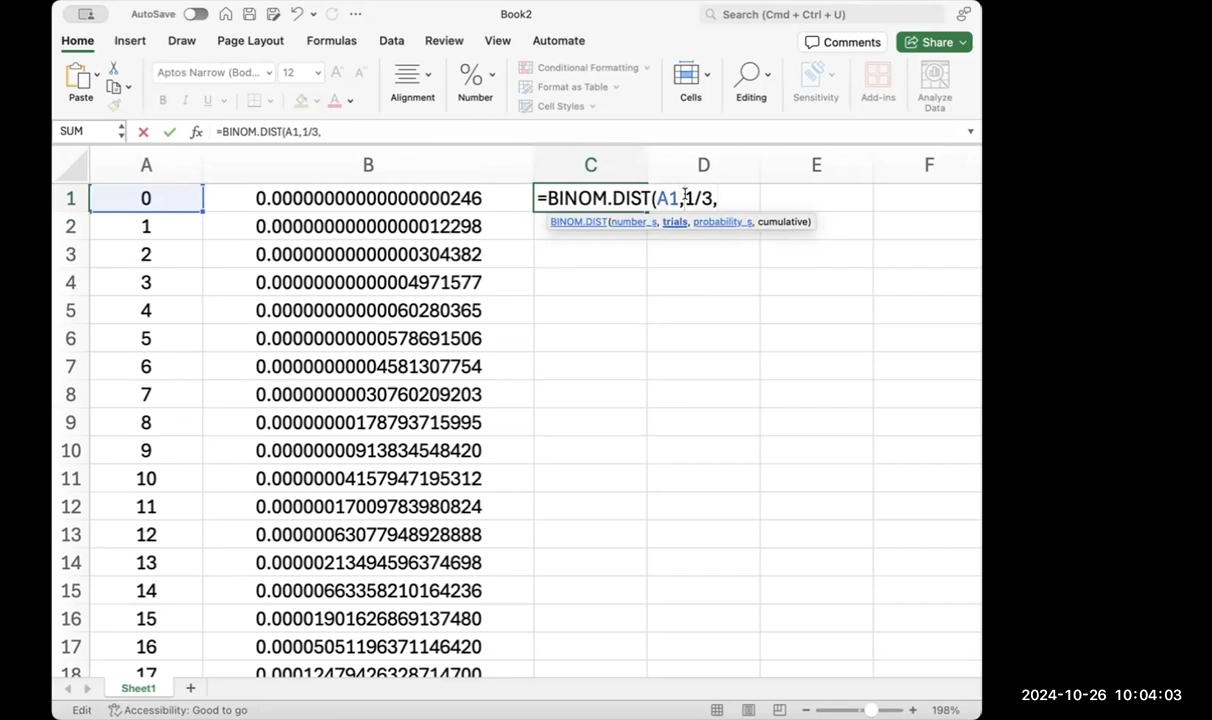 AutoSave
Book2
Search (Cmd + Ctrl + U)
Home Insert Draw Page Layout Formulas Data Review View Automate
Comments
Share
Paste
Aptos Narrow (Bod...
12
A A
B I U A
Alignment
%
Number
Conditional Formatting
Format as Table
Cell Styles
Cells
Editing
Sensitivity
Add-ins
Analyze
Data
SUM
fx
=BINOM.DIST(A1,1/3,
A B C D E F
1 0 0.00000000000000000246 =BINOM.DIST(A1,1/3,
BINOM.DIST(number_s, trials, probability_s, cumulative)
2 1 0.00000000000000012298
3 2 0.00000000000000304382
4 3 0.00000000000004971577
5 4 0.00000000000060280365
6 5 0.00000000000578691506
7 6 0.00000000004581307754
8 7 0.00000000030760209203
9 8 0.00000000178793715995
10 9 0.00000000913834548420
11 10 0.00000004157947195312
12 11 0.00000017009783980824
13 12 0.00000063077948928888
14 13 0.00000213494596374698
15 14 0.00000663358210164236
16 15 0.00001901626869137480
17 16 0.00005051196371146420
18 17 0.00012479426328714700
Sheet1
Edit
Accessibility: Good to go
198%
2024-10-26 10:04:03